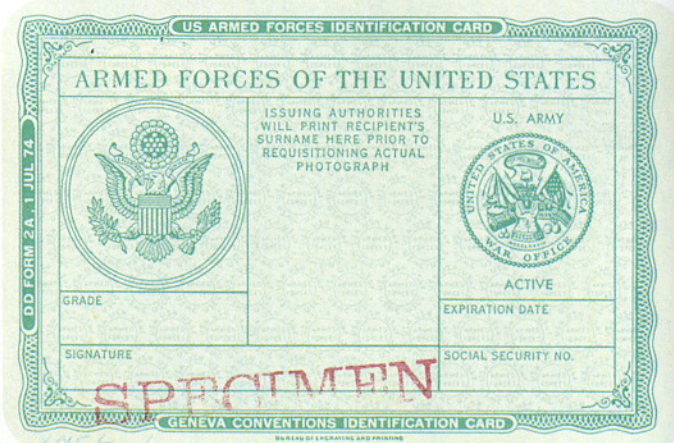 US ARMED FORCES IDENTIFICATION CARD
ARMED FORCES OF THE UNITED STATES
DD FORM 2 A , 1 JUL 74
ISSUING AUTHORITIES
WILL PRINT RECIPIENT'S
SURNAME HERE PRIOR TO
REQUISITIONING ACTUAL
PHOTOGRAPH
U.S. ARMY
UNITED STATES OF AMERICA
WAR OFFICE
ACTIVE
GRADE
EXPIRATION DATE
SIGNATURE
SOCIAL SECURITY NO.
SPECIMEN
GENEVA CONVENTIONS IDENTIFICATION CARD
BUREAU OF ENGRAVING AND PRINTING